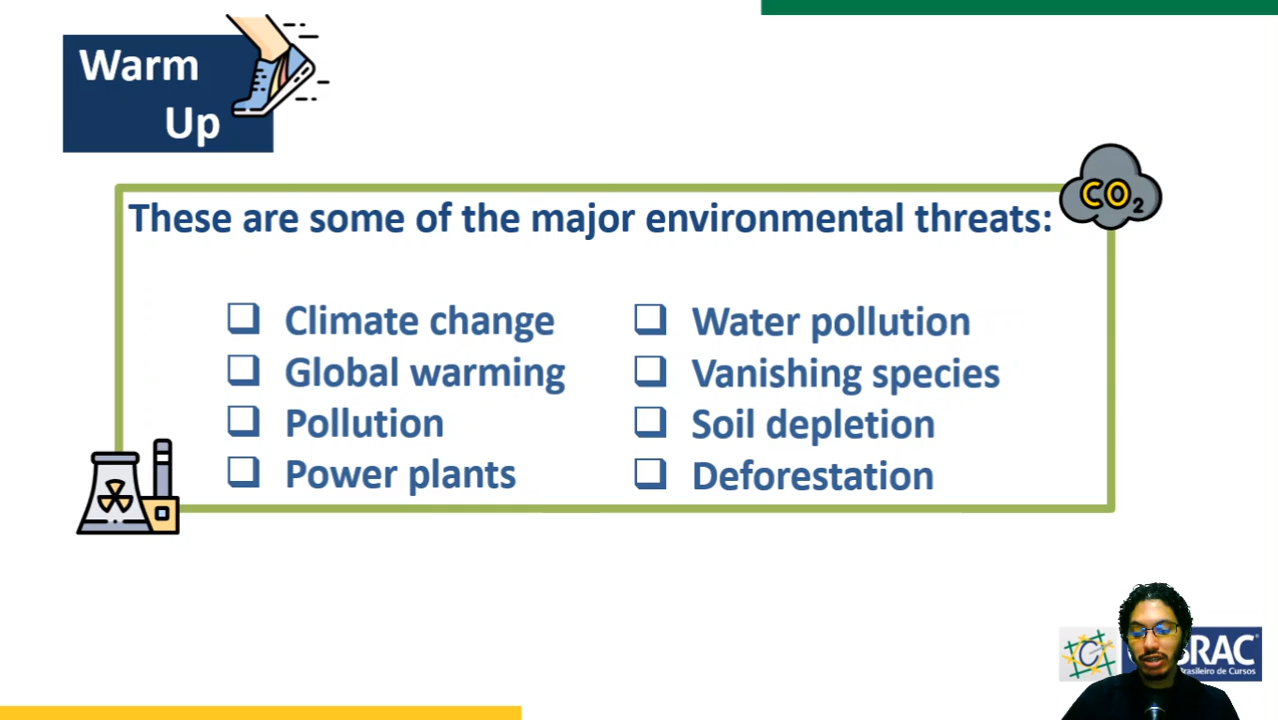 Warm
Up
CO₂
These are some of the major environmental threats:
Climate change
Global warming
Pollution
Power plants
Water pollution
Vanishing species
Soil depletion
Deforestation
C
BRAC
Brasileiro de Cursos